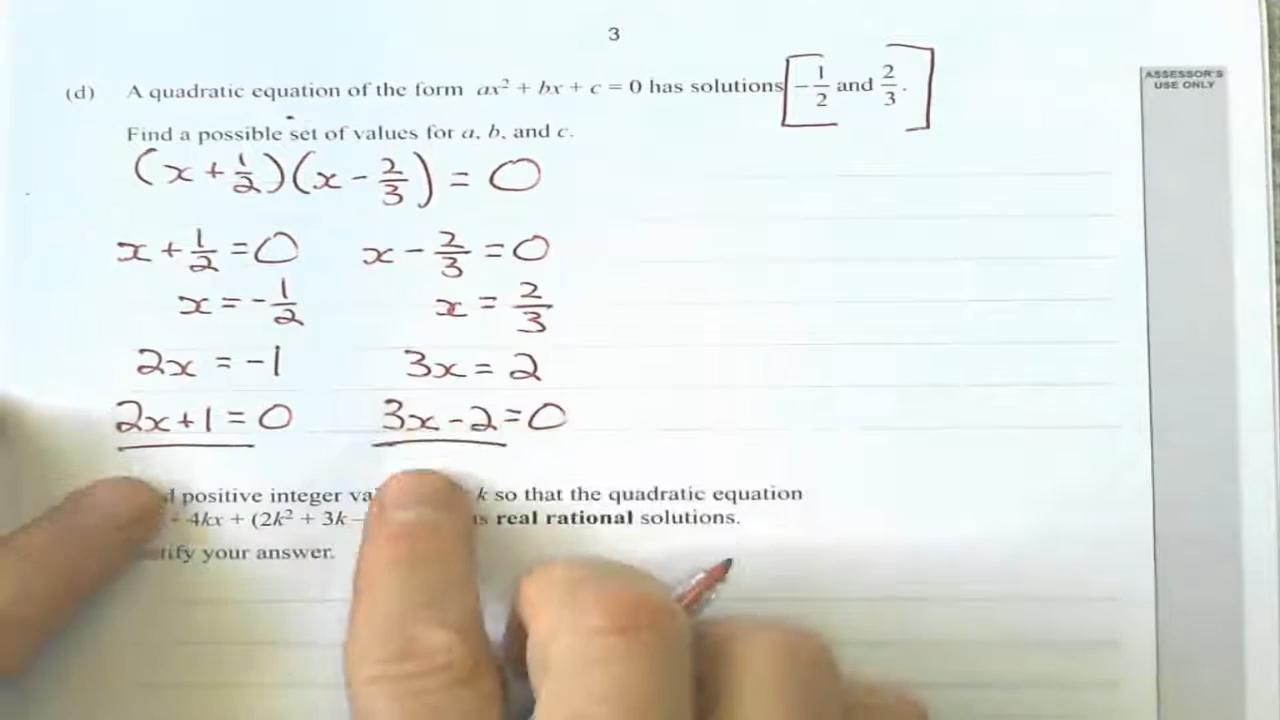 3
ASSESSOR'S
USE ONLY
(d) A quadratic equation of the form ax² + bx + c = 0 has solutions -1/2 and 2/3.
Find a possible set of values for a, b, and c.
(x + 1/2)(x - 2/3) = 0
x + 1/2 = 0 x - 2/3 = 0
x = -1/2 x = 2/3
2x = -1 3x = 2
2x + 1 = 0 3x - 2 = 0
positive integer k so that the quadratic equation
4kx + (2k² + 3k real rational solutions.
your answer.